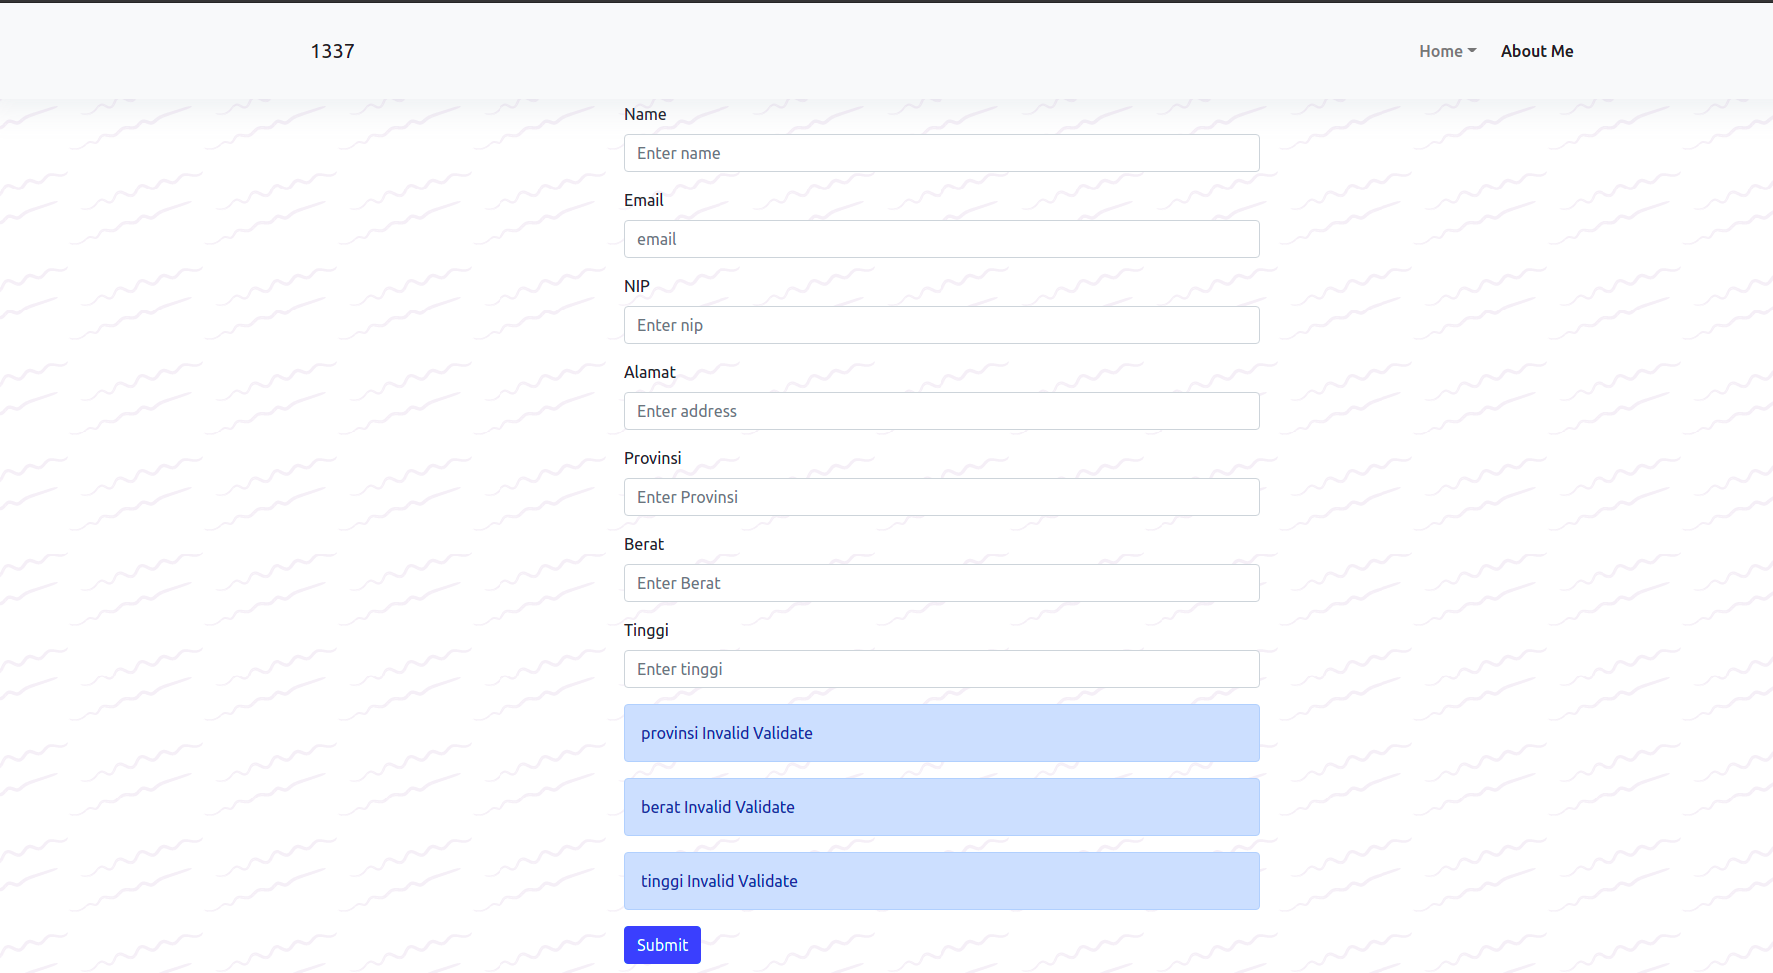 1337
Home About Me
Name
Enter name
Email
email
NIP
Enter nip
Alamat
Enter address
Provinsi
Enter Provinsi
Berat
Enter Berat
Tinggi
Enter tinggi
provinsi Invalid Validate
berat Invalid Validate
tinggi Invalid Validate
Submit